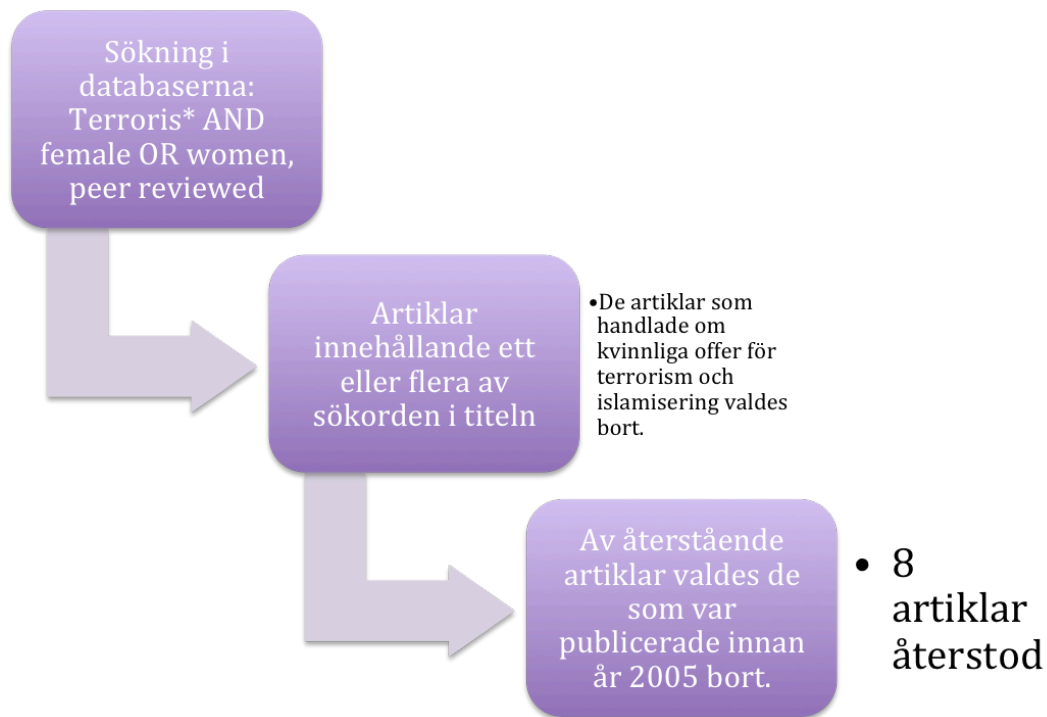 Sökning i
databaserna:
Terroris* AND
female OR women,
peer reviewed
Artiklar
innehållande ett
eller flera av
sökorden i titeln
•De artiklar som
handlade om
kvinnliga offer för
terrorism och
islamisering valdes
bort.
Av återstående
artiklar valdes de
som var
publicerade innan
år 2005 bort.
• 8
artiklar
återstod